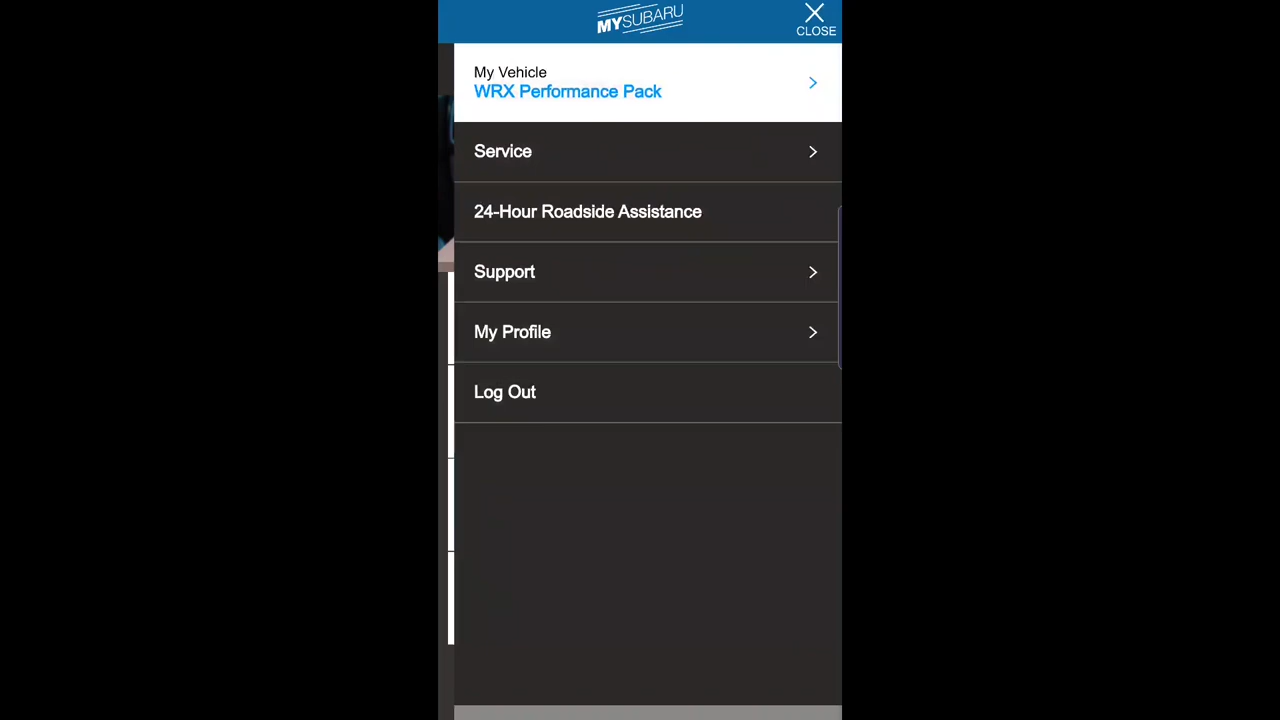 MYSUBARU
CLOSE
My Vehicle
WRX Performance Pack
Service
24-Hour Roadside Assistance
Support
My Profile
Log Out